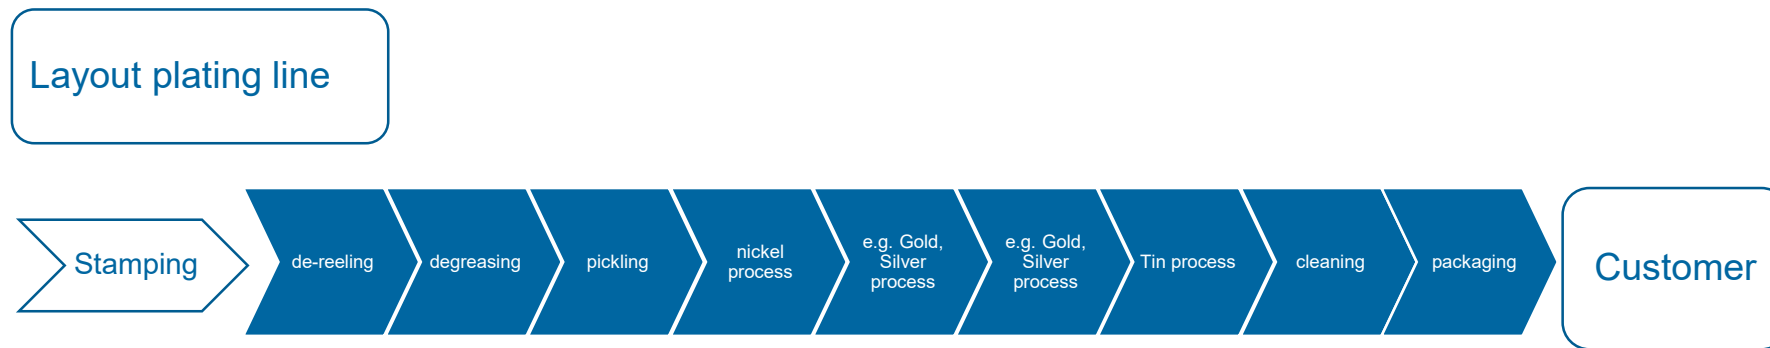 Layout plating line
Stamping
de-reeling
degreasing
pickling
nickel
process
e.g. Gold,
Silver
process
e.g. Gold,
Silver
process
Tin process
cleaning
packaging
Customer